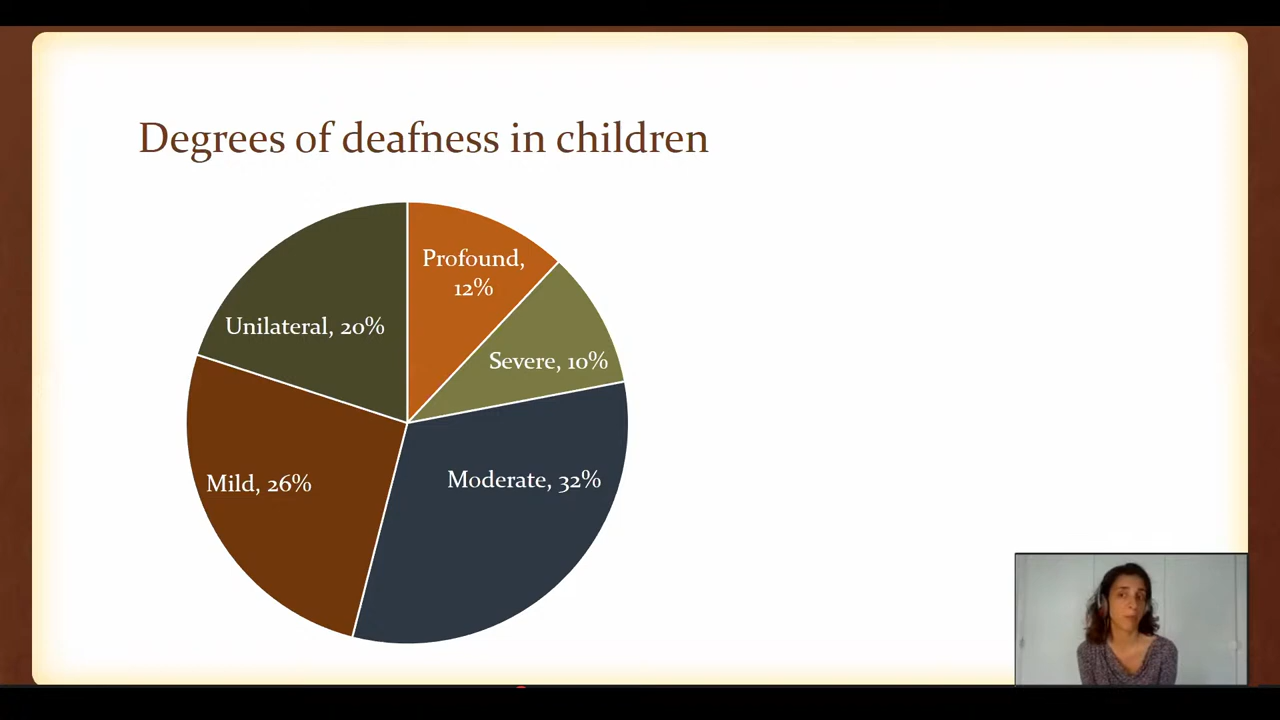 Degrees of deafness in children
Profound,
12%
Unilateral, 20%
Severe, 10%
Moderate, 32%
Mild, 26%